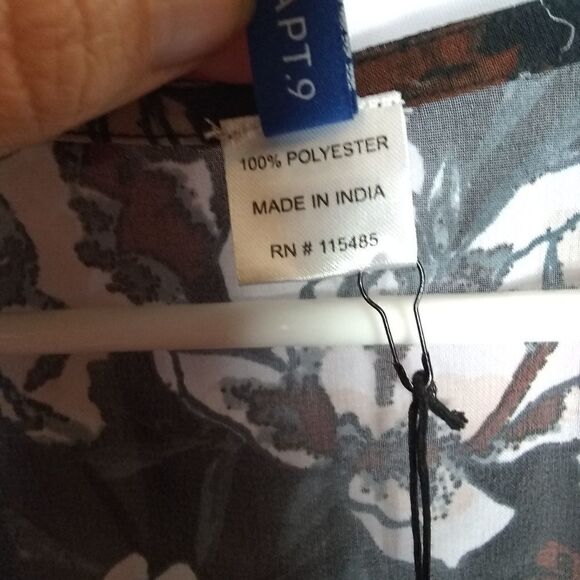 APT.9
100% POLYESTER
MADE IN INDIA
RN # 115485